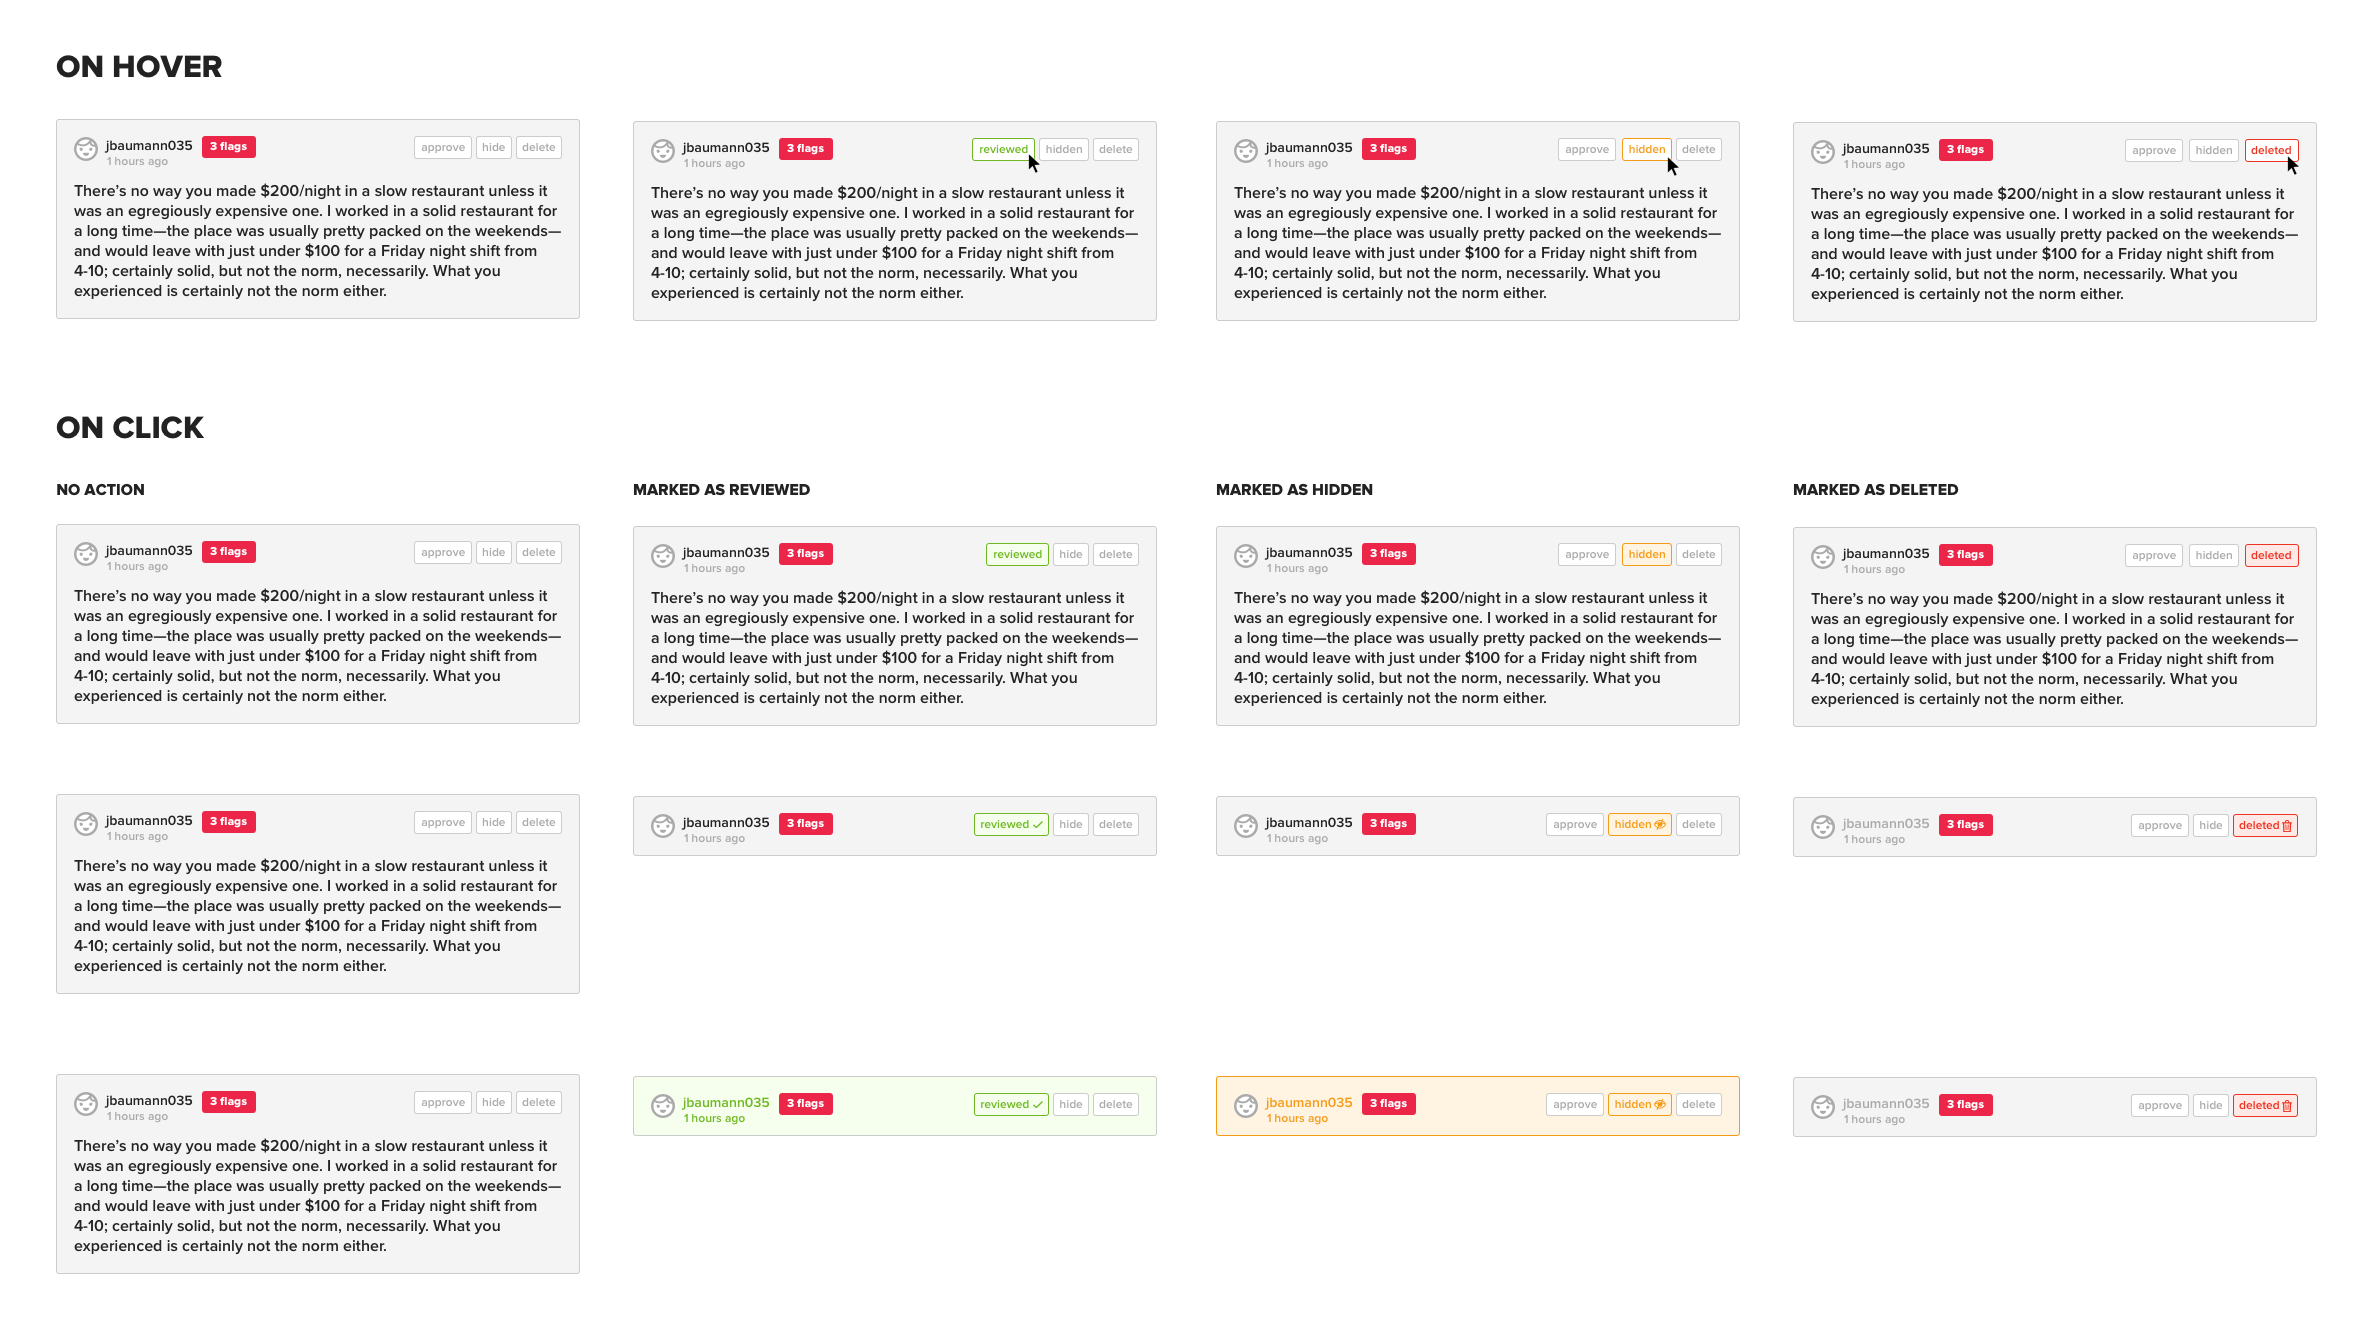 ON HOVER
jbaumann035 3 flags approve hide delete
1 hours ago
There's no way you made $200/night in a slow restaurant unless it
was an egregiously expensive one. I worked in a solid restaurant for
a long time—the place was usually pretty packed on the weekends—
and would leave with just under $100 for a Friday night shift from
4-10; certainly solid, but not the norm, necessarily. What you
experienced is certainly not the norm either.
jbaumann035 3 flags reviewed hidden delete
1 hours ago
There's no way you made $200/night in a slow restaurant unless it
was an egregiously expensive one. I worked in a solid restaurant for
a long time—the place was usually pretty packed on the weekends—
and would leave with just under $100 for a Friday night shift from
4-10; certainly solid, but not the norm, necessarily. What you
experienced is certainly not the norm either.
jbaumann035 3 flags approve hidden delete
1 hours ago
There's no way you made $200/night in a slow restaurant unless it
was an egregiously expensive one. I worked in a solid restaurant for
a long time—the place was usually pretty packed on the weekends—
and would leave with just under $100 for a Friday night shift from
4-10; certainly solid, but not the norm, necessarily. What you
experienced is certainly not the norm either.
jbaumann035 3 flags approve hidden deleted
1 hours ago
There's no way you made $200/night in a slow restaurant unless it
was an egregiously expensive one. I worked in a solid restaurant for
a long time—the place was usually pretty packed on the weekends—
and would leave with just under $100 for a Friday night shift from
4-10; certainly solid, but not the norm, necessarily. What you
experienced is certainly not the norm either.
ON CLICK
NO ACTION
MARKED AS REVIEWED
MARKED AS HIDDEN
MARKED AS DELETED
jbaumann035 3 flags approve hide delete
1 hours ago
There's no way you made $200/night in a slow restaurant unless it
was an egregiously expensive one. I worked in a solid restaurant for
a long time—the place was usually pretty packed on the weekends—
and would leave with just under $100 for a Friday night shift from
4-10; certainly solid, but not the norm, necessarily. What you
experienced is certainly not the norm either.
jbaumann035 3 flags reviewed hide delete
1 hours ago
There's no way you made $200/night in a slow restaurant unless it
was an egregiously expensive one. I worked in a solid restaurant for
a long time—the place was usually pretty packed on the weekends—
and would leave with just under $100 for a Friday night shift from
4-10; certainly solid, but not the norm, necessarily. What you
experienced is certainly not the norm either.
jbaumann035 3 flags approve hidden delete
1 hours ago
There's no way you made $200/night in a slow restaurant unless it
was an egregiously expensive one. I worked in a solid restaurant for
a long time—the place was usually pretty packed on the weekends—
and would leave with just under $100 for a Friday night shift from
4-10; certainly solid, but not the norm, necessarily. What you
experienced is certainly not the norm either.
jbaumann035 3 flags approve hidden deleted
1 hours ago
There's no way you made $200/night in a slow restaurant unless it
was an egregiously expensive one. I worked in a solid restaurant for
a long time—the place was usually pretty packed on the weekends—
and would leave with just under $100 for a Friday night shift from
4-10; certainly solid, but not the norm, necessarily. What you
experienced is certainly not the norm either.
jbaumann035 3 flags approve hide delete
1 hours ago
There's no way you made $200/night in a slow restaurant unless it
was an egregiously expensive one. I worked in a solid restaurant for
a long time—the place was usually pretty packed on the weekends—
and would leave with just under $100 for a Friday night shift from
4-10; certainly solid, but not the norm, necessarily. What you
experienced is certainly not the norm either.
jbaumann035 3 flags reviewed hide delete
1 hours ago
jbaumann035 3 flags approve hidden delete
1 hours ago
jbaumann035 3 flags approve hide deleted
1 hours ago
jbaumann035 3 flags approve hide delete
1 hours ago
There's no way you made $200/night in a slow restaurant unless it
was an egregiously expensive one. I worked in a solid restaurant for
a long time—the place was usually pretty packed on the weekends—
and would leave with just under $100 for a Friday night shift from
4-10; certainly solid, but not the norm, necessarily. What you
experienced is certainly not the norm either.
jbaumann035 3 flags reviewed hide delete
1 hours ago
jbaumann035 3 flags approve hidden delete
1 hours ago
jbaumann035 3 flags approve hide deleted
1 hours ago